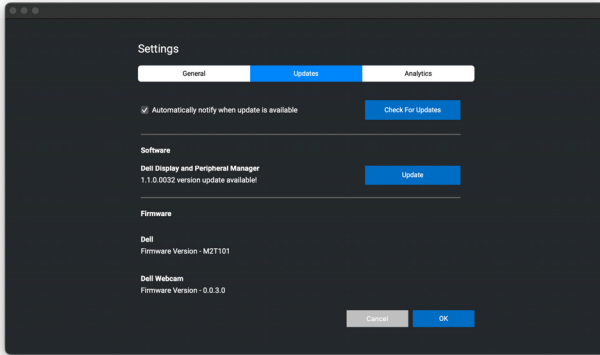 Settings
General Updates Analytics
Automatically notify when update is available Check For Updates
Software
Dell Display and Peripheral Manager
1.1.0.0032 version update available! Update
Firmware
Dell
Firmware Version - M2T101
Dell Webcam
Firmware Version - 0.0.3.0
Cancel OK